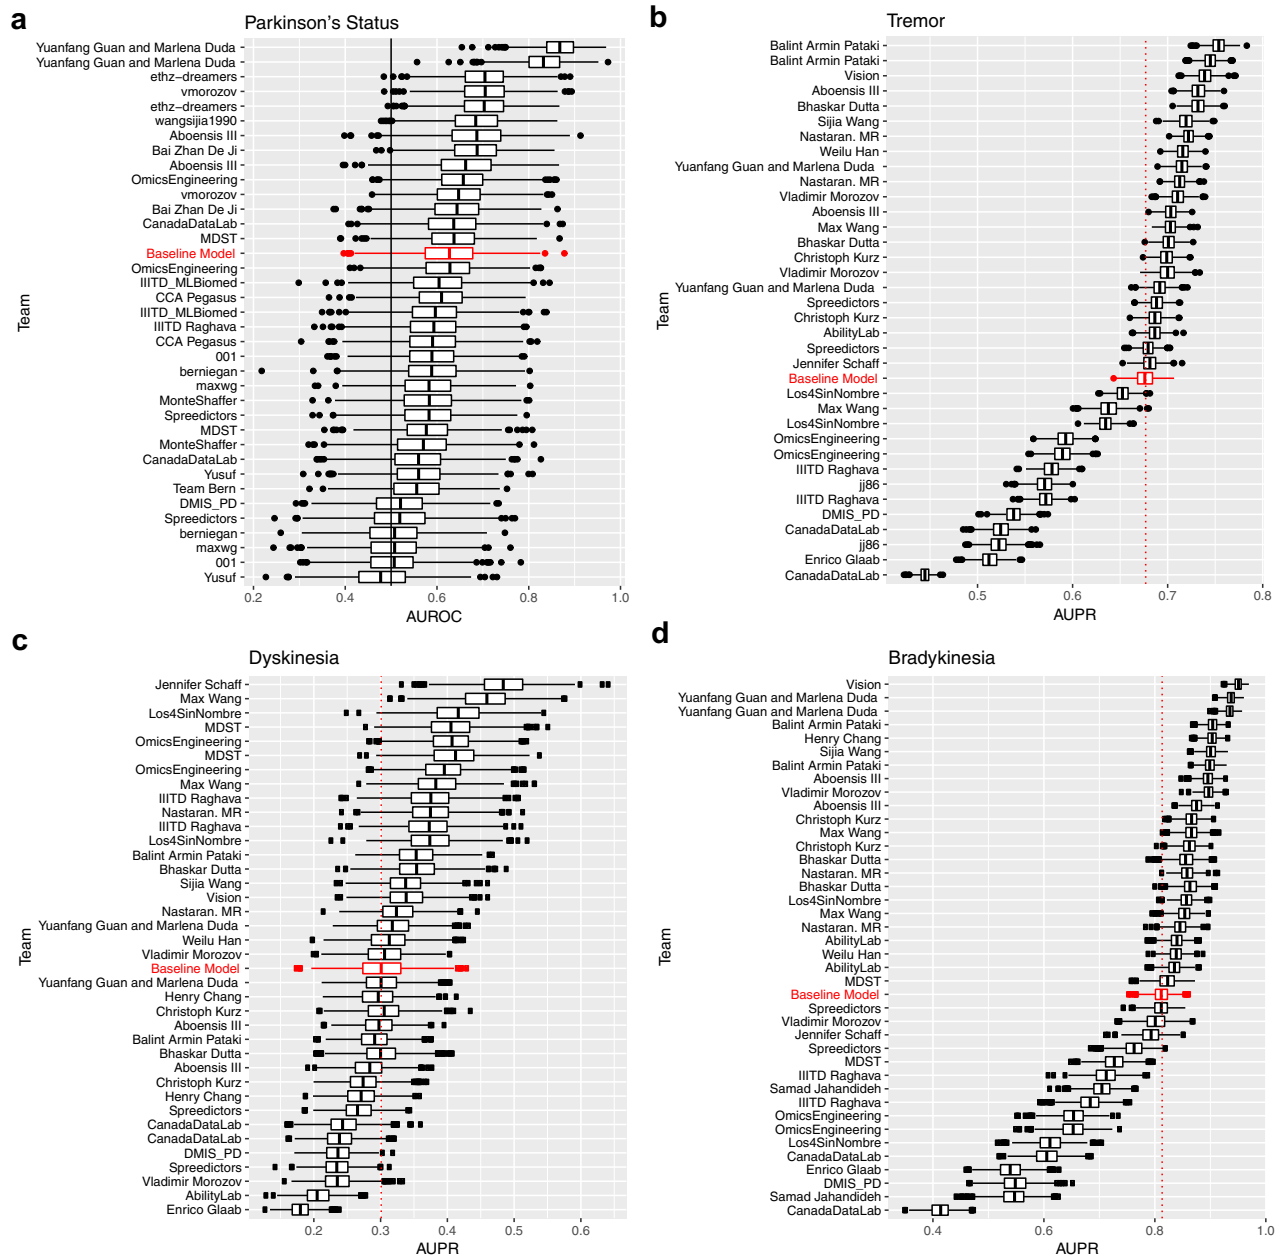 a
Parkinson's Status
Team
Yuanfang Guan and Marlena Duda
Yuanfang Guan and Marlena Duda
ethz−dreamers
vmorozov
ethz−dreamers
wangsijia1990
Aboensis III
Bai Zhan De Ji
Aboensis III
OmicsEngineering
vmorozov
Bai Zhan De Ji
CanadaDataLab
MDST
Baseline Model
OmicsEngineering
IIITD_MLBiomed
CCA Pegasus
IIITD_MLBiomed
IIITD Raghava
CCA Pegasus
001
berniegan
maxwg
MonteShaffer
Spreedictors
MDST
MonteShaffer
CanadaDataLab
Yusuf
Team Bern
DMIS_PD
Spreedictors
berniegan
maxwg
001
Yusuf
0.2 0.4 0.6 0.8 1.0
AUROC
b
Tremor
Team
Balint Armin Pataki
Balint Armin Pataki
Vision
Aboensis III
Bhaskar Dutta
Sijia Wang
Nastaran. MR
Weilu Han
Yuanfang Guan and Marlena Duda
Nastaran. MR
Vladimir Morozov
Aboensis III
Max Wang
Bhaskar Dutta
Christoph Kurz
Vladimir Morozov
Yuanfang Guan and Marlena Duda
Spreedictors
Christoph Kurz
AbilityLab
Spreedictors
Jennifer Schaff
Baseline Model
Los4SinNombre
Max Wang
Los4SinNombre
OmicsEngineering
OmicsEngineering
IIITD Raghava
jj86
IIITD Raghava
DMIS_PD
CanadaDataLab
jj86
Enrico Glaab
CanadaDataLab
0.5 0.6 0.7 0.8
AUPR
c
Dyskinesia
Team
Jennifer Schaff
Max Wang
Los4SinNombre
MDST
OmicsEngineering
MDST
OmicsEngineering
Max Wang
IIITD Raghava
Nastaran. MR
IIITD Raghava
Los4SinNombre
Balint Armin Pataki
Bhaskar Dutta
Sijia Wang
Vision
Nastaran. MR
Yuanfang Guan and Marlena Duda
Weilu Han
Vladimir Morozov
Baseline Model
Yuanfang Guan and Marlena Duda
Henry Chang
Christoph Kurz
Aboensis III
Balint Armin Pataki
Bhaskar Dutta
Aboensis III
Christoph Kurz
Henry Chang
Spreedictors
CanadaDataLab
CanadaDataLab
DMIS_PD
Spreedictors
Vladimir Morozov
AbilityLab
Enrico Glaab
0.2 0.3 0.4 0.5 0.6
AUPR
d
Bradykinesia
Team
Vision
Yuanfang Guan and Marlena Duda
Yuanfang Guan and Marlena Duda
Balint Armin Pataki
Henry Chang
Sijia Wang
Balint Armin Pataki
Aboensis III
Vladimir Morozov
Aboensis III
Christoph Kurz
Max Wang
Christoph Kurz
Bhaskar Dutta
Nastaran. MR
Bhaskar Dutta
Los4SinNombre
Max Wang
Nastaran. MR
AbilityLab
Weilu Han
AbilityLab
MDST
Baseline Model
Spreedictors
Vladimir Morozov
Jennifer Schaff
Spreedictors
MDST
IIITD Raghava
Samad Jahandideh
IIITD Raghava
OmicsEngineering
OmicsEngineering
Los4SinNombre
CanadaDataLab
Enrico Glaab
DMIS_PD
Samad Jahandideh
CanadaDataLab
0.4 0.6 0.8 1.0
AUPR